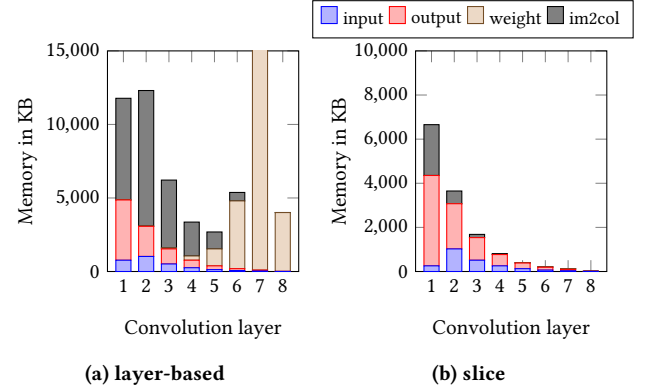 input output weight im2col
15,000
10,000
5,000
0
Memory in KB
1 2 3 4 5 6 7 8
Convolution layer
(a) layer-based
10,000
8,000
6,000
4,000
2,000
0
Memory in KB
1 2 3 4 5 6 7 8
Convolution layer
(b) slice